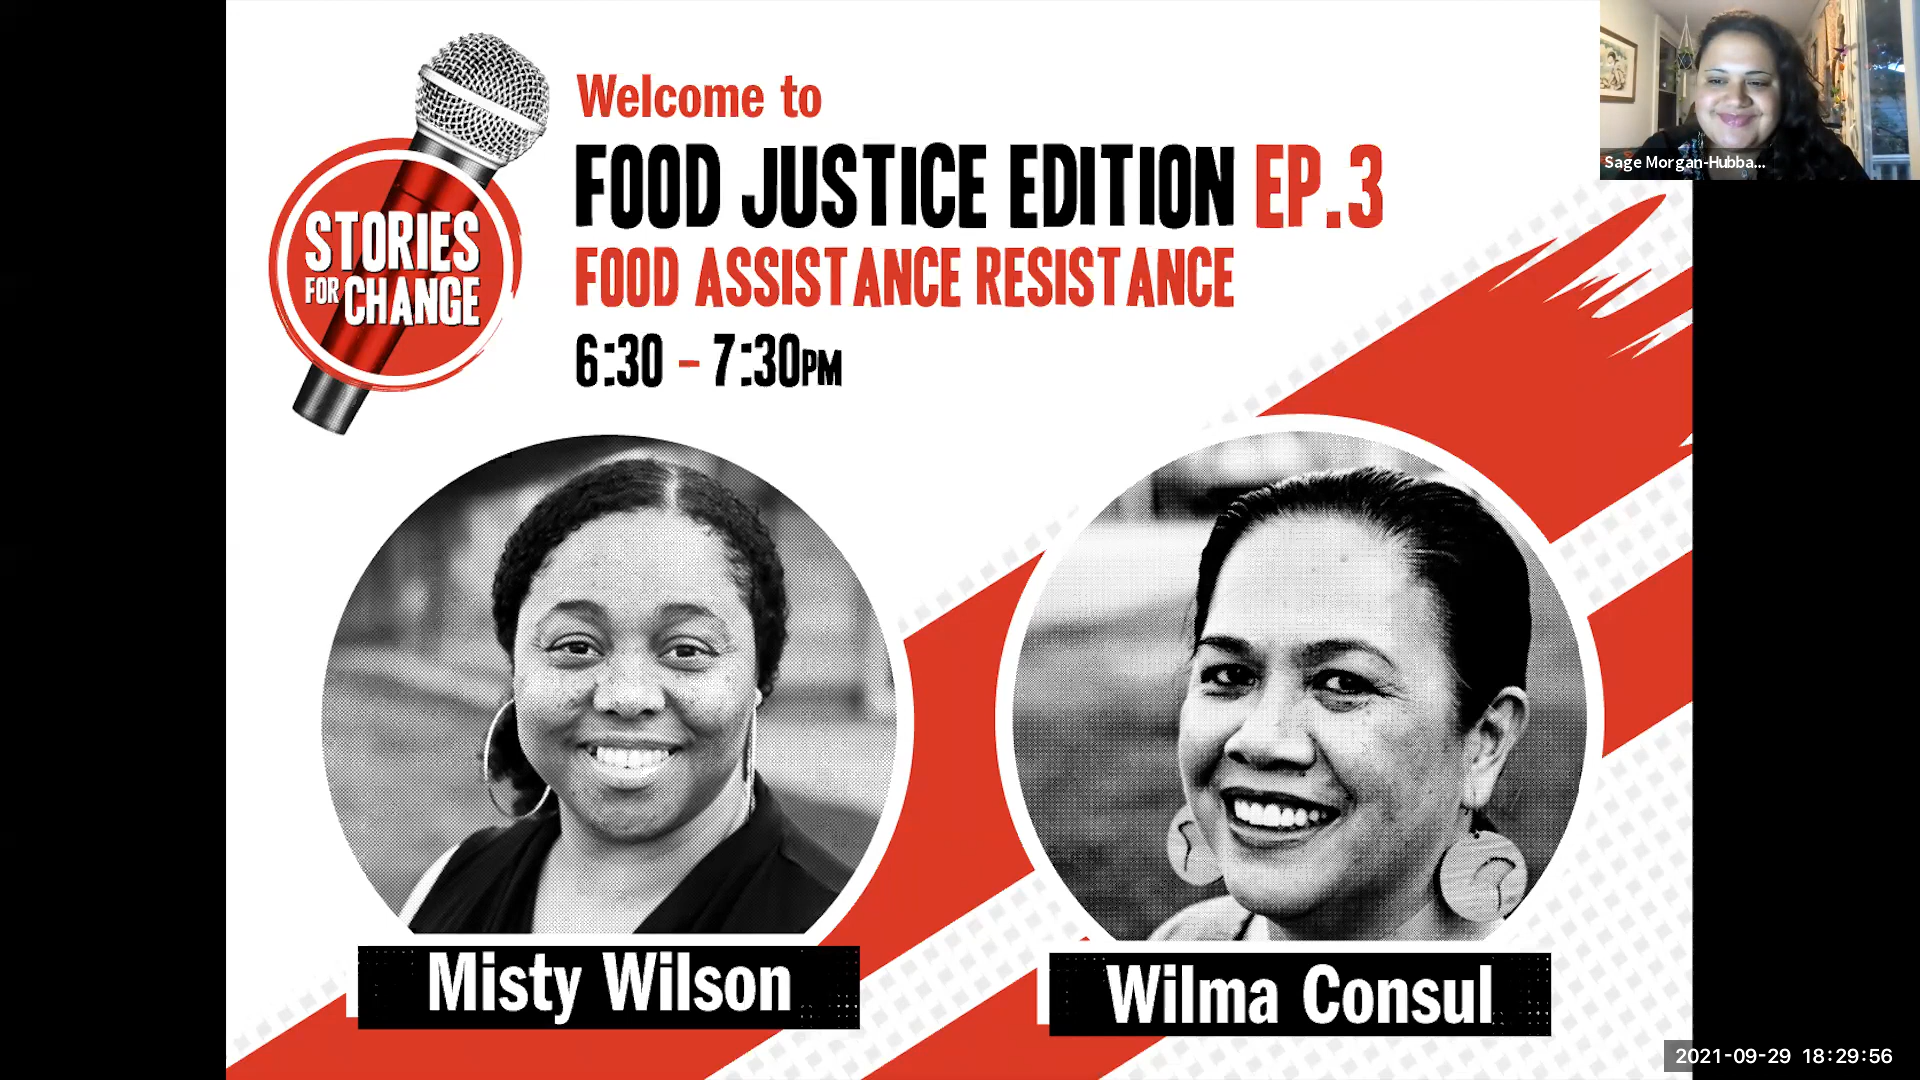 Welcome to
FOOD JUSTICE EDITION EP.3
FOOD ASSISTANCE RESISTANCE
6:30 – 7:30PM
STORIES
FOR CHANGE
Sage Morgan-Hubba...
Misty Wilson
Wilma Consul
2021-09-29 18:29:56